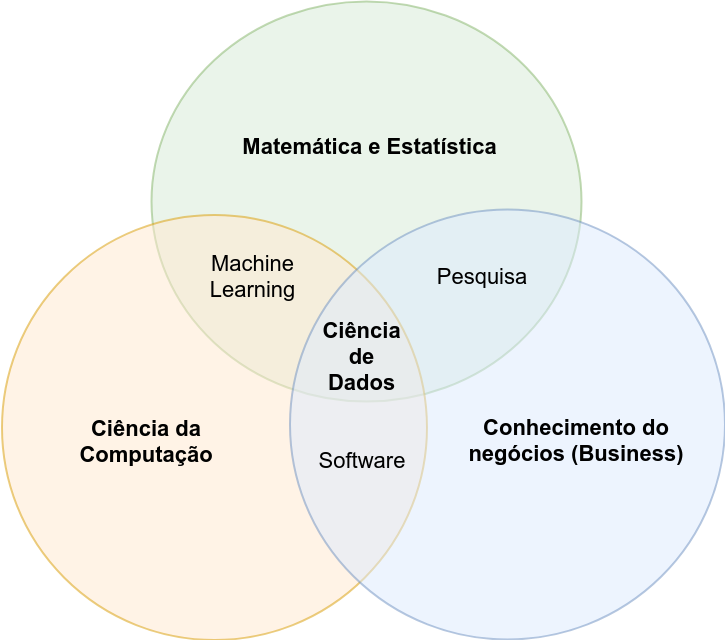 Matemática e Estatística
Machine
Learning
Pesquisa
Ciência
de
Dados
Ciência da
Computação
Conhecimento do
negócios (Business)
Software